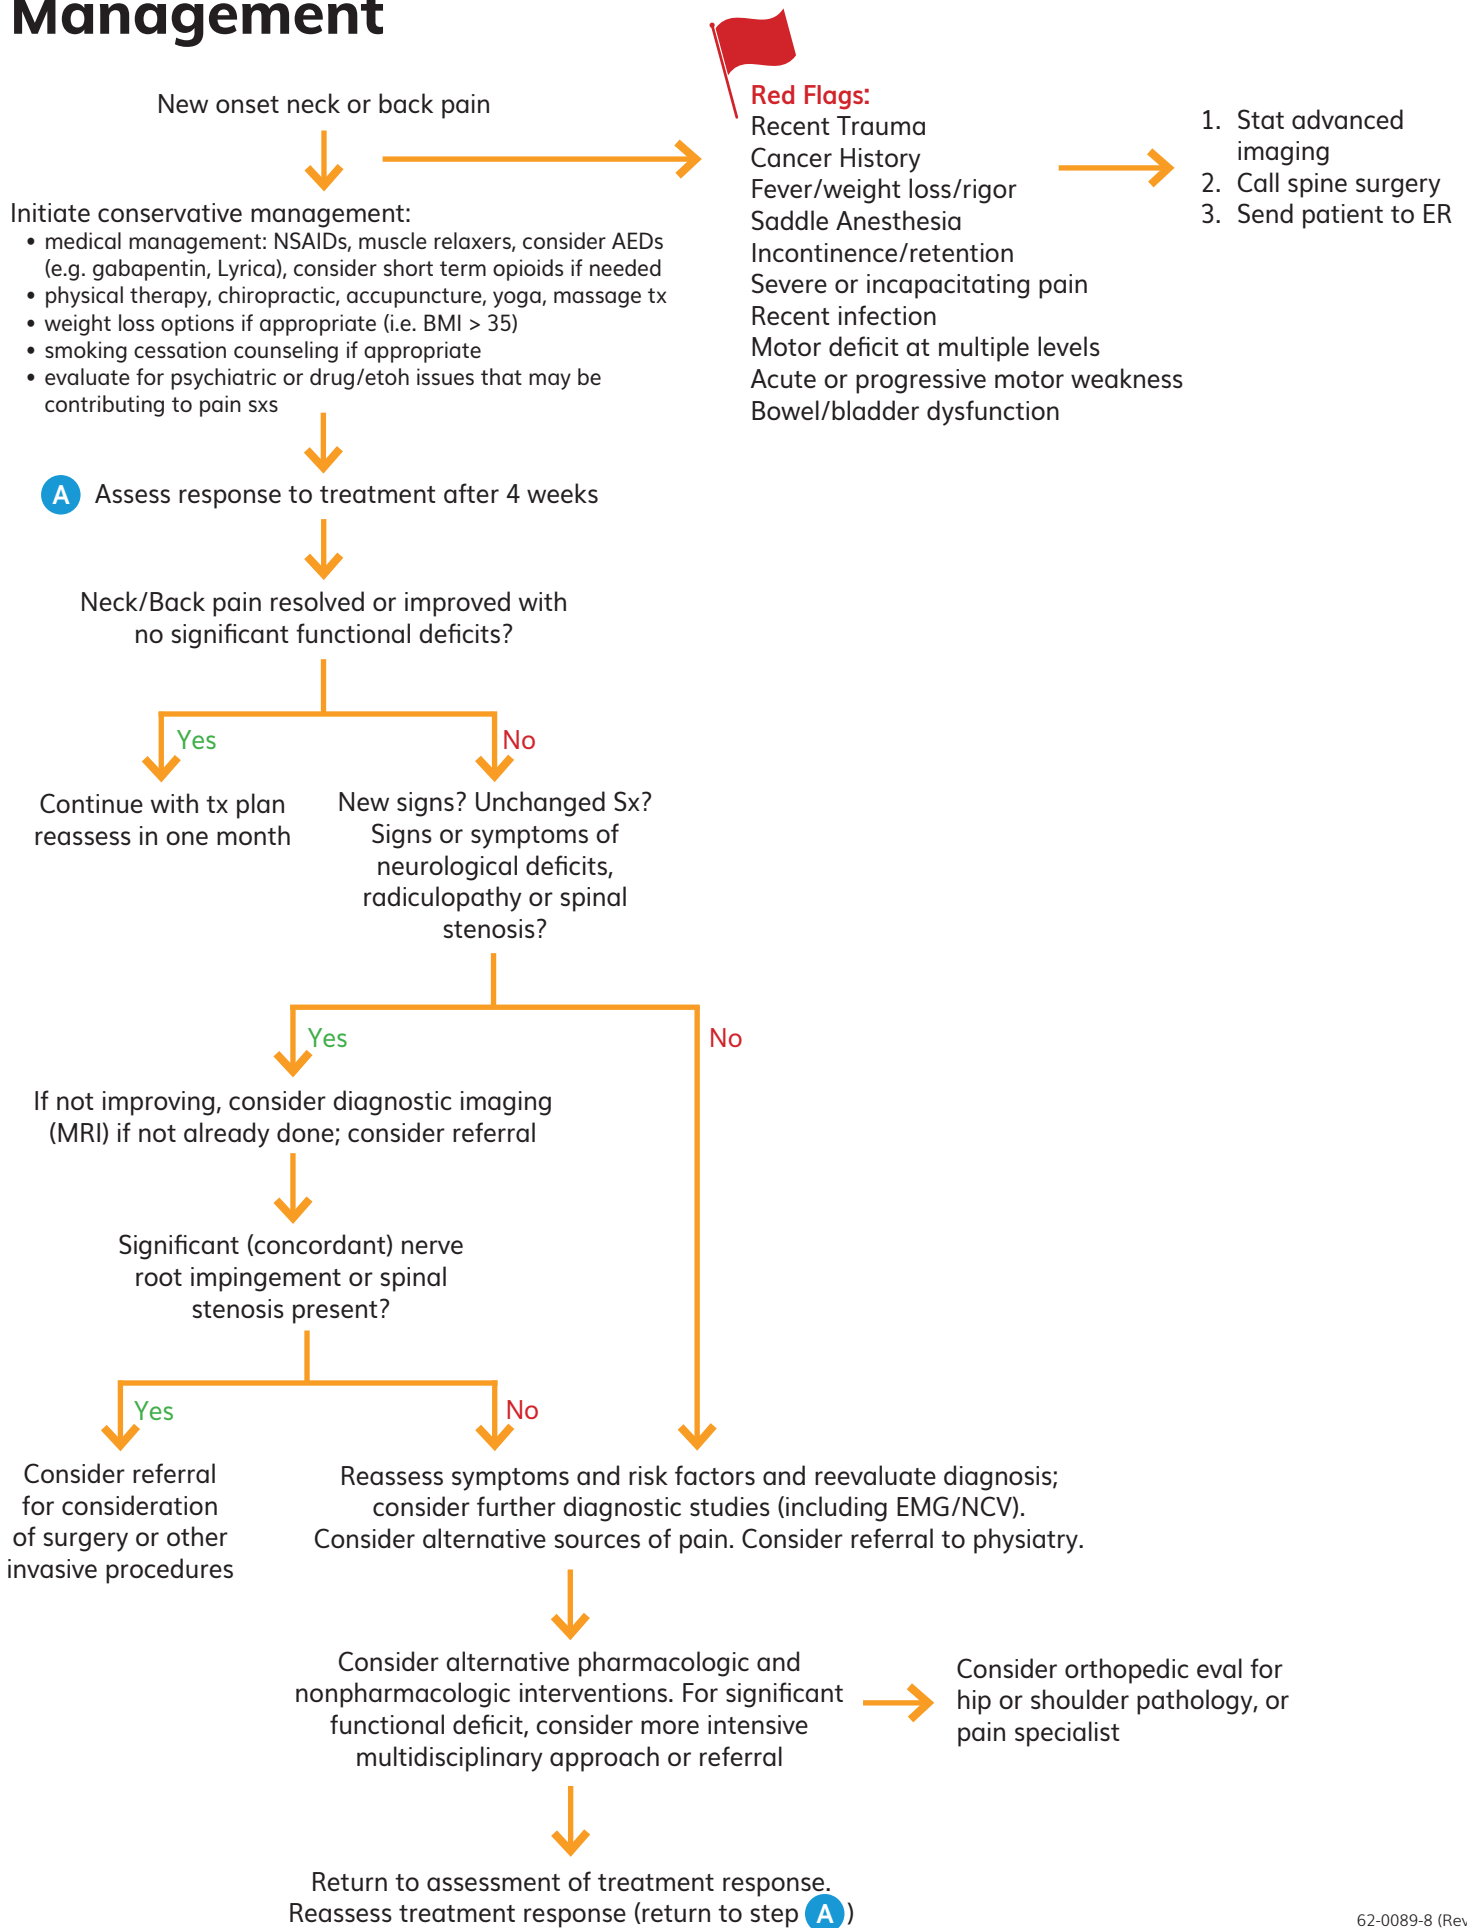 Management
New onset neck or back pain
Red Flags:
Recent Trauma
Cancer History
Fever/weight loss/rigor
Saddle Anesthesia
Incontinence/retention
Severe or incapacitating pain
Recent infection
Motor deficit at multiple levels
Acute or progressive motor weakness
Bowel/bladder dysfunction
1. Stat advanced
imaging
2. Call spine surgery
3. Send patient to ER
Initiate conservative management:
• medical management: NSAIDs, muscle relaxers, consider AEDs
(e.g. gabapentin, Lyrica), consider short term opioids if needed
• physical therapy, chiropractic, accupuncture, yoga, massage tx
• weight loss options if appropriate (i.e. BMI > 35)
• smoking cessation counseling if appropriate
• evaluate for psychiatric or drug/etoh issues that may be
contributing to pain sxs
A Assess response to treatment after 4 weeks
Neck/Back pain resolved or improved with
no significant functional deficits?
Yes
No
Continue with tx plan
reassess in one month
New signs? Unchanged Sx?
Signs or symptoms of
neurological deficits,
radiculopathy or spinal
stenosis?
Yes
No
If not improving, consider diagnostic imaging
(MRI) if not already done; consider referral
Significant (concordant) nerve
root impingement or spinal
stenosis present?
Yes
No
Consider referral
for consideration
of surgery or other
invasive procedures
Reassess symptoms and risk factors and reevaluate diagnosis;
consider further diagnostic studies (including EMG/NCV).
Consider alternative sources of pain. Consider referral to physiatry.
Consider alternative pharmacologic and
nonpharmacologic interventions. For significant
functional deficit, consider more intensive
multidisciplinary approach or referral
Consider orthopedic eval for
hip or shoulder pathology, or
pain specialist
Return to assessment of treatment response.
Reassess treatment response (return to step A )
62-0089-8 (Rev